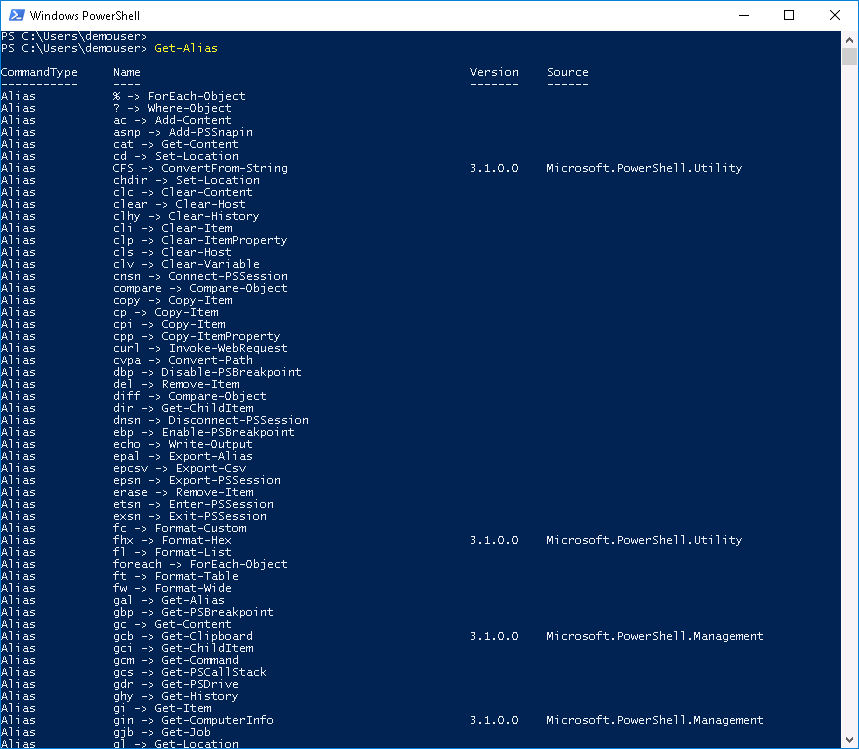 Windows PowerShell
PS C:\Users\demouser>
PS C:\Users\demouser> Get-Alias
CommandType     Name                                               Version    Source
-----------     ----                                               -------    ------
Alias           % -> ForEach-Object
Alias           ? -> Where-Object
Alias           ac -> Add-Content
Alias           asnp -> Add-PSSnapin
Alias           cat -> Get-Content
Alias           cd -> Set-Location
Alias           CFS -> ConvertFrom-String                          3.1.0.0    Microsoft.PowerShell.Utility
Alias           chdir -> Set-Location
Alias           clc -> Clear-Content
Alias           clear -> Clear-Host
Alias           clhy -> Clear-History
Alias           cli -> Clear-Item
Alias           clp -> Clear-ItemProperty
Alias           cls -> Clear-Host
Alias           clv -> Clear-Variable
Alias           cnsn -> Connect-PSSession
Alias           compare -> Compare-Object
Alias           copy -> Copy-Item
Alias           cp -> Copy-Item
Alias           cpi -> Copy-Item
Alias           cpp -> Copy-ItemProperty
Alias           curl -> Invoke-WebRequest
Alias           cvpa -> Convert-Path
Alias           dbp -> Disable-PSBreakpoint
Alias           del -> Remove-Item
Alias           diff -> Compare-Object
Alias           dir -> Get-ChildItem
Alias           dnsn -> Disconnect-PSSession
Alias           ebp -> Enable-PSBreakpoint
Alias           echo -> Write-Output
Alias           epal -> Export-Alias
Alias           epcsv -> Export-Csv
Alias           epsn -> Export-PSSession
Alias           erase -> Remove-Item
Alias           etsn -> Enter-PSSession
Alias           exsn -> Exit-PSSession
Alias           fc -> Format-Custom
Alias           fhx -> Format-Hex                                  3.1.0.0    Microsoft.PowerShell.Utility
Alias           fl -> Format-List
Alias           foreach -> ForEach-Object
Alias           ft -> Format-Table
Alias           fw -> Format-Wide
Alias           gal -> Get-Alias
Alias           gbp -> Get-PSBreakpoint
Alias           gc -> Get-Content
Alias           gcb -> Get-Clipboard                               3.1.0.0    Microsoft.PowerShell.Management
Alias           gci -> Get-ChildItem
Alias           gcm -> Get-Command
Alias           gcs -> Get-PSCallStack
Alias           gdr -> Get-PSDrive
Alias           ghy -> Get-History
Alias           gi -> Get-Item
Alias           gin -> Get-ComputerInfo                            3.1.0.0    Microsoft.PowerShell.Management
Alias           gjb -> Get-Job
Alias           gl -> Get-Location